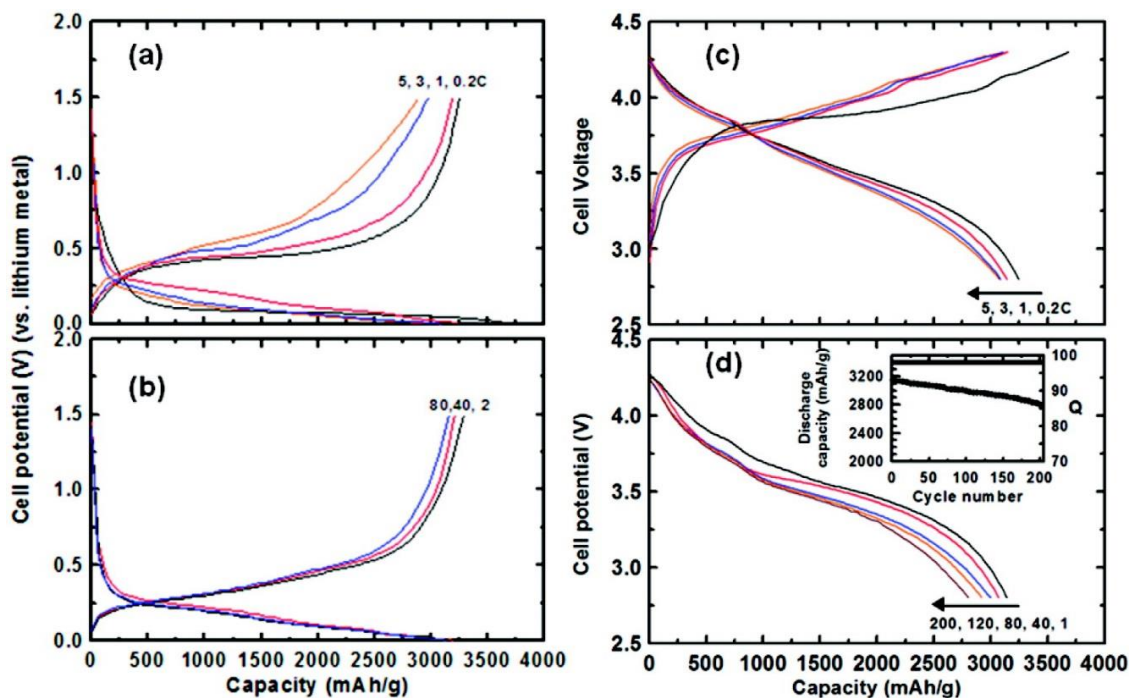 (a)
2.0
1.5
1.0
0.5
0.0
5, 3, 1, 0.2C
(b)
2.0
1.5
1.0
0.5
0.0
80,40, 2
Cell potential (V) (vs. lithium metal)
0 500 1000 1500 2000 2500 3000 3500 4000
Capacity (mAh/g)
(c)
4.5
4.0
3.5
3.0
2.5
Cell Voltage
5, 3, 1, 0.2C
(d)
4.5
4.0
3.5
3.0
2.5
Cell potential (V)
Discharge
capacity (mAh/g)
3200
2800
2400
2000
100
90
80
70
Q
0 50 100 150 200
Cycle number
200, 120, 80, 40, 1
0 500 1000 1500 2000 2500 3000 3500 4000
Capacity (mAh/g)